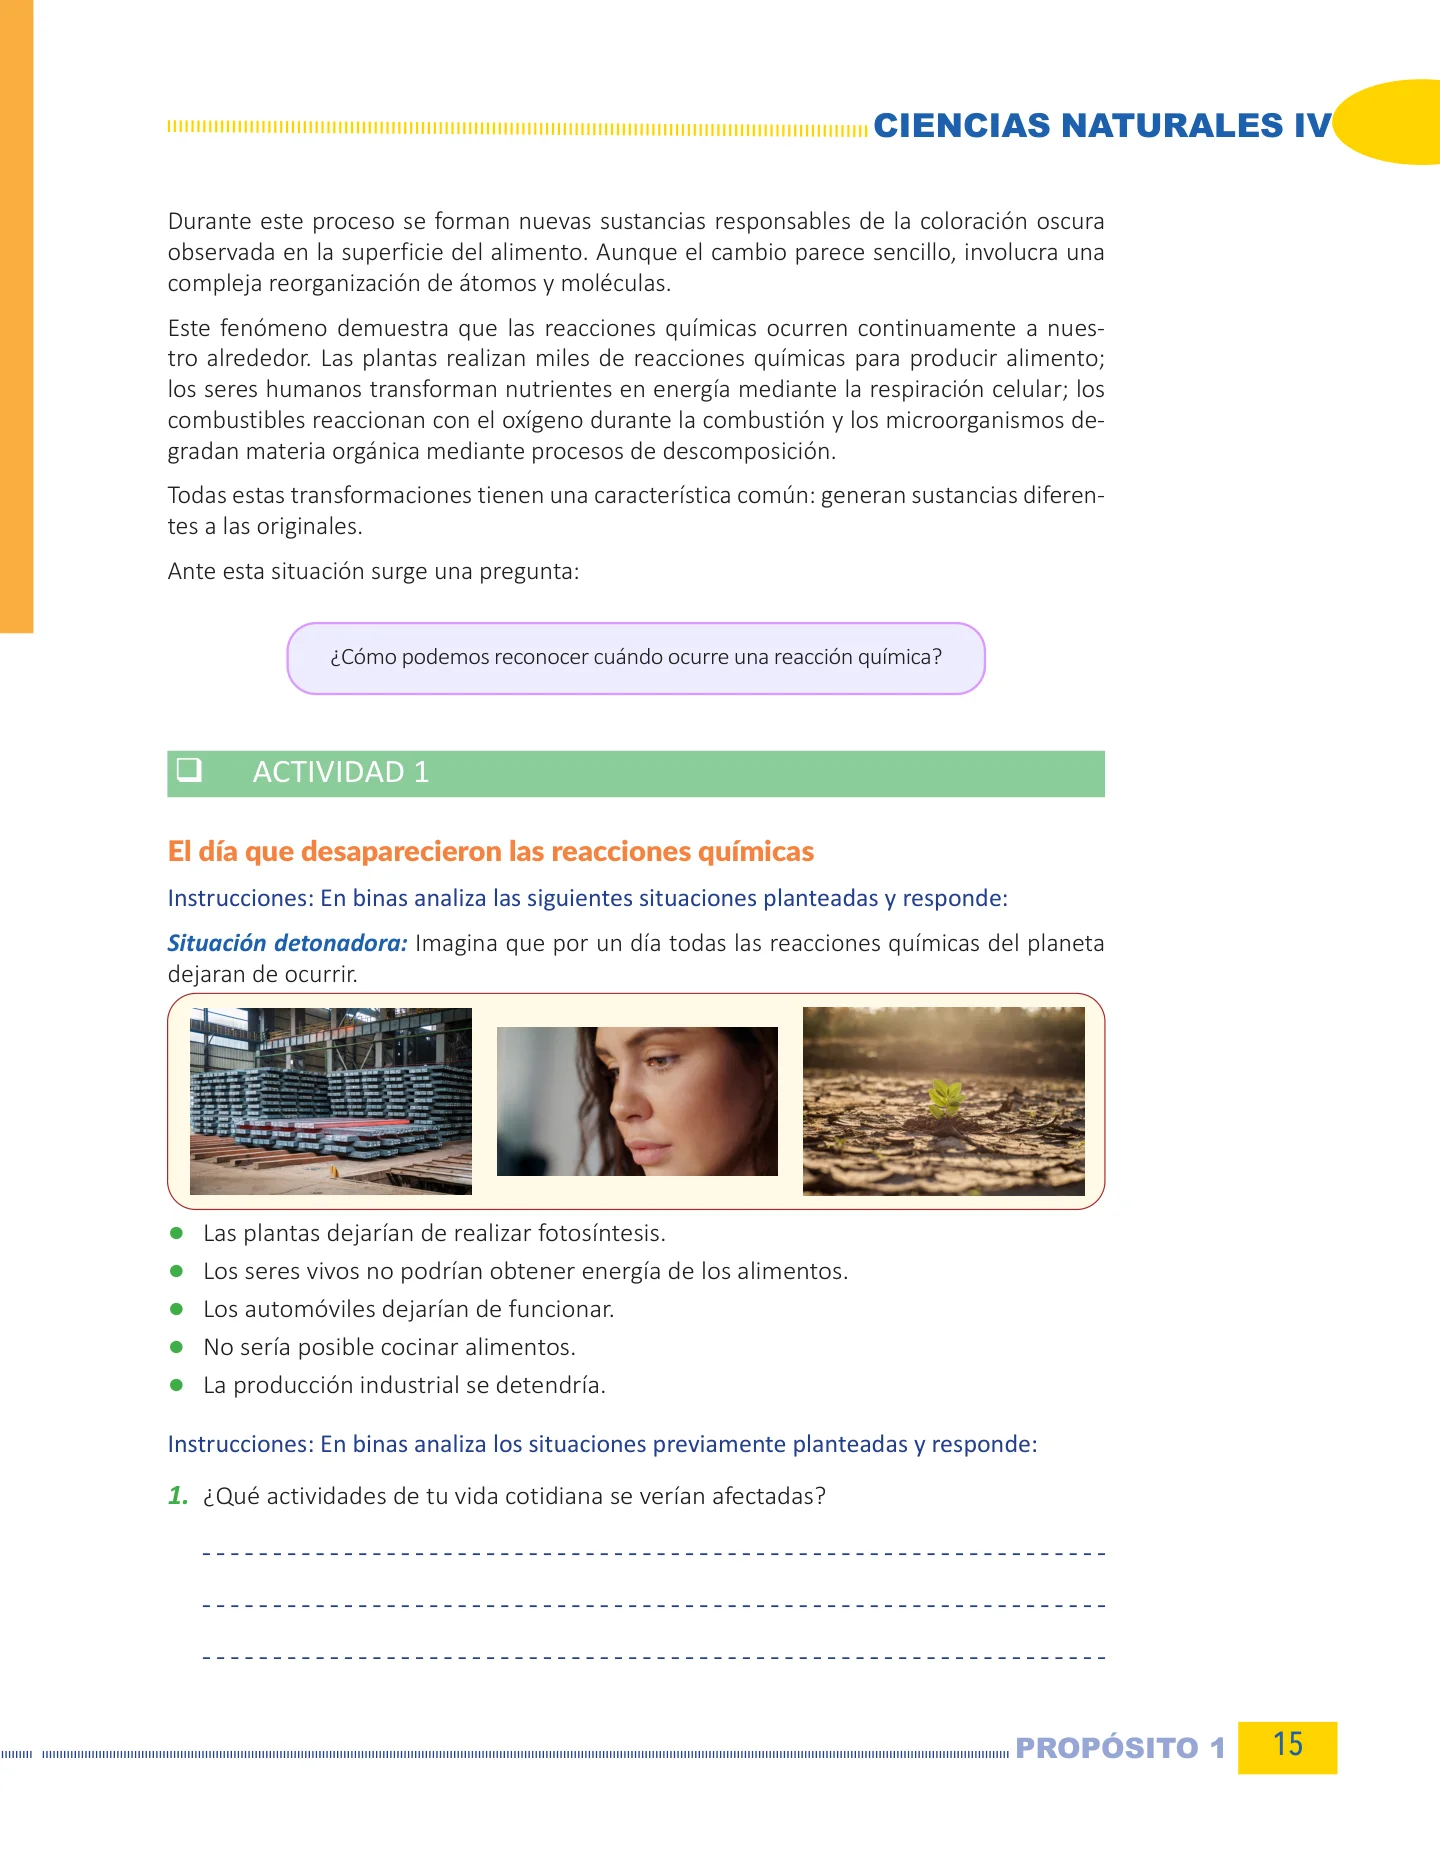 CIENCIAS NATURALES IV
Durante este proceso se forman nuevas sustancias responsables de la coloración oscura
observada en la superficie del alimento. Aunque el cambio parece sencillo, involucra una
compleja reorganización de átomos y moléculas.
Este fenómeno demuestra que las reacciones químicas ocurren continuamente a nues-
tro alrededor. Las plantas realizan miles de reacciones químicas para producir alimento;
los seres humanos transforman nutrientes en energía mediante la respiración celular; los
combustibles reaccionan con el oxígeno durante la combustión y los microorganismos de-
gradan materia orgánica mediante procesos de descomposición.
Todas estas transformaciones tienen una característica común: generan sustancias diferen-
tes a las originales.
Ante esta situación surge una pregunta:
¿Cómo podemos reconocer cuándo ocurre una reacción química?
ACTIVIDAD 1
El día que desaparecieron las reacciones químicas
Instrucciones: En binas analiza las siguientes situaciones planteadas y responde:
Situación detonadora: Imagina que por un día todas las reacciones químicas del planeta
dejaran de ocurrir.
Las plantas dejarían de realizar fotosíntesis.
Los seres vivos no podrían obtener energía de los alimentos.
Los automóviles dejarían de funcionar.
No sería posible cocinar alimentos.
La producción industrial se detendría.
Instrucciones: En binas analiza los situaciones previamente planteadas y responde:
1. ¿Qué actividades de tu vida cotidiana se verían afectadas?
PROPÓSITO 1
15